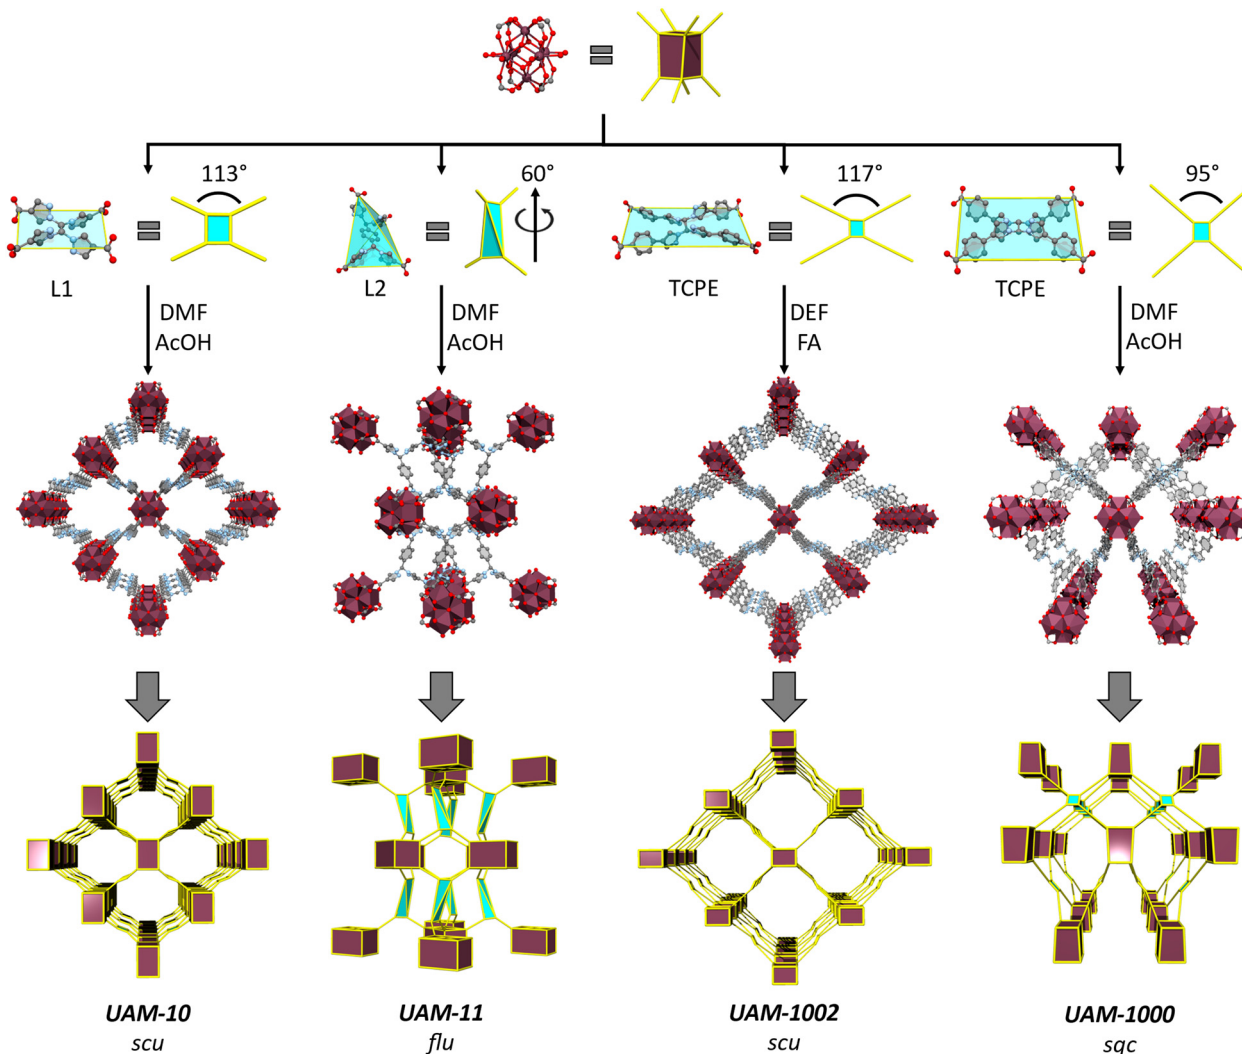 113°
60°
117°
95°
L1
L2
TCPE
TCPE
DMF
AcOH
DMF
AcOH
DEF
FA
DMF
AcOH
UAM-10
scu
UAM-11
flu
UAM-1002
scu
UAM-1000
sqc